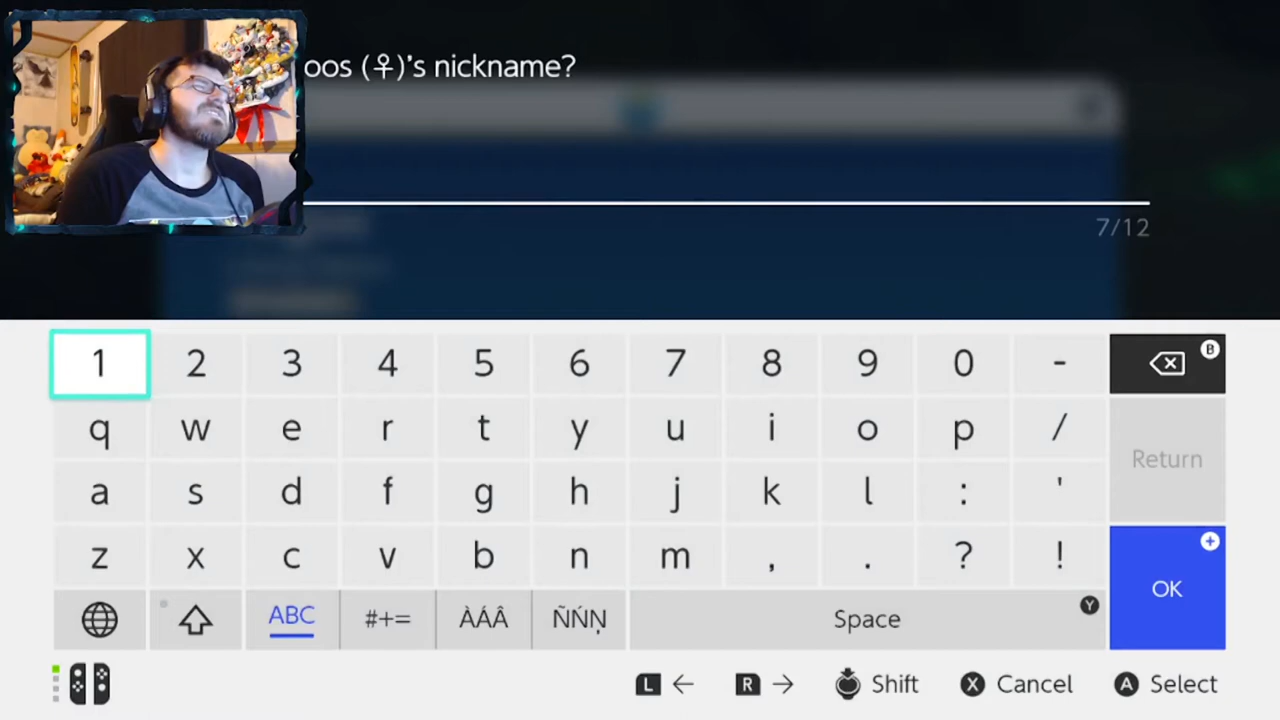 oos (♀)'s nickname?
7/12
1 2 3 4 5 6 7 8 9 0 - B
q w e r t y u i o p / Return
a s d f g h j k l : '
z x c v b n m , . ? ! + OK
ABC #+= ÀÁÂ ÑŃŅ Space Y
L ← R → Shift X Cancel A Select